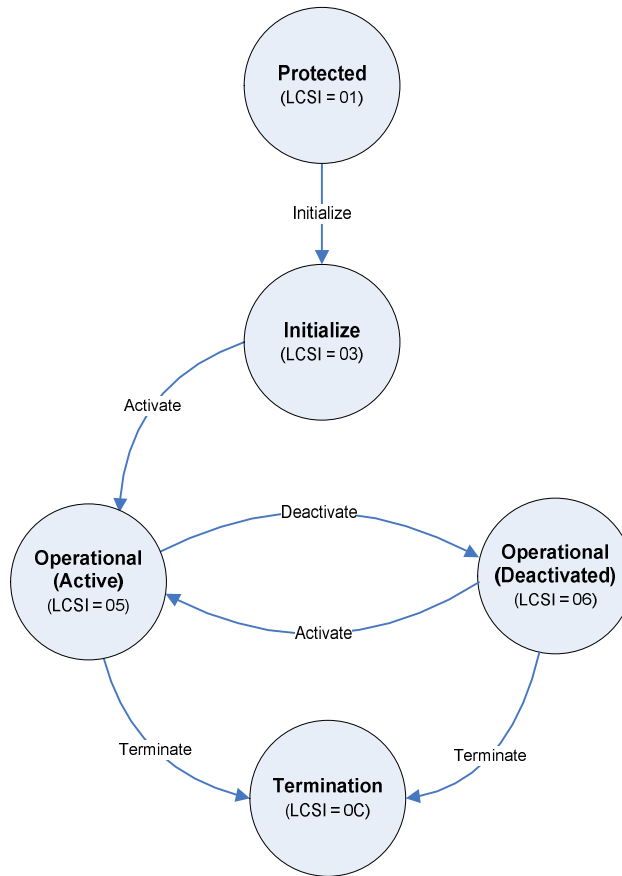 Protected
(LCSI = 01)
Initialize
Initialize
(LCSI = 03)
Activate
Deactivate
Operational
(Active)
(LCSI = 05)
Operational
(Deactivated)
(LCSI = 06)
Activate
Terminate
Terminate
Termination
(LCSI = 0C)